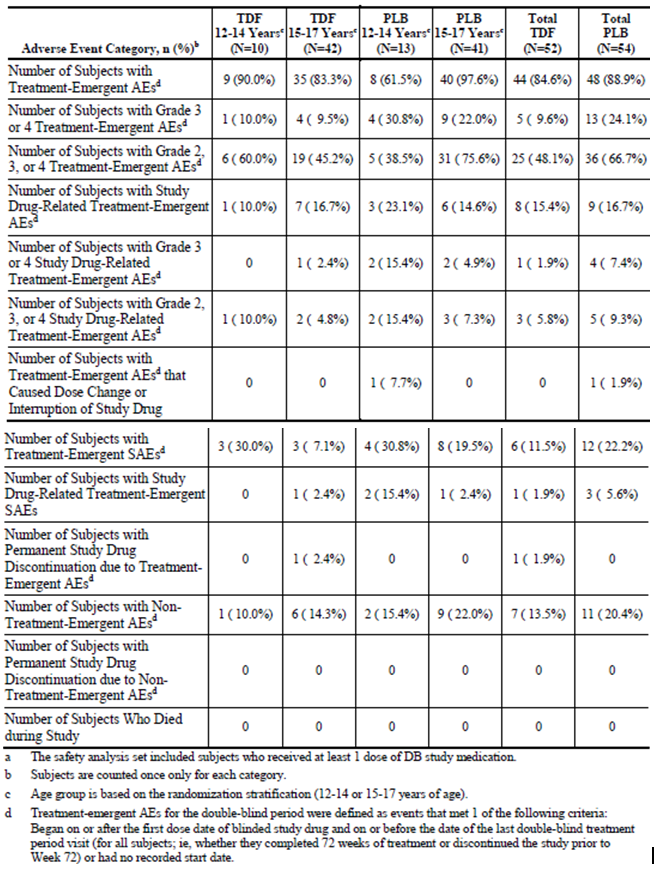 Adverse Event Category, n (%)b TDF 12-14 Yearsc (N=10) TDF 15-17 Yearsc (N=42) PLB 12-14 Yearsc (N=13) PLB 15-17 Yearsc (N=41) Total TDF (N=52) Total PLB (N=54)
Number of Subjects with
Treatment-Emergent AEsd 9 (90.0%) 35 (83.3%) 8 (61.5%) 40 (97.6%) 44 (84.6%) 48 (88.9%)
Number of Subjects with Grade 3
or 4 Treatment-Emergent AEsd 1 ( 10.0%) 4 ( 9.5%) 4 (30.8%) 9 (22.0%) 5 ( 9.6%) 13 (24.1%)
Number of Subjects with Grade 2,
3, or 4 Treatment-Emergent AEsd 6 (60.0%) 19 (45.2%) 5 (38.5%) 31 (75.6%) 25 (48.1%) 36 (66.7%)
Number of Subjects with Study
Drug-Related Treatment-Emergent
AEsd 1 (10.0%) 7 (16.7%) 3 (23.1%) 6 (14.6%) 8 (15.4%) 9 (16.7%)
Number of Subjects with Grade 3
or 4 Study Drug-Related
Treatment-Emergent AEsd 0 1 ( 2.4%) 2 (15.4%) 2 ( 4.9%) 1 ( 1.9%) 4 ( 7.4%)
Number of Subjects with Grade 2,
3, or 4 Study Drug-Related
Treatment-Emergent AEsd 1 (10.0%) 2 ( 4.8%) 2 (15.4%) 3 ( 7.3%) 3 ( 5.8%) 5 ( 9.3%)
Number of Subjects with
Treatment-Emergent AEsd that
Caused Dose Change or
Interruption of Study Drug 0 0 1 ( 7.7%) 0 0 1 ( 1.9%)
Number of Subjects with
Treatment-Emergent SAEsd 3 (30.0%) 3 ( 7.1%) 4 (30.8%) 8 (19.5%) 6 (11.5%) 12 (22.2%)
Number of Subjects with Study
Drug-Related Treatment-Emergent
SAEs 0 1 ( 2.4%) 2 (15.4%) 1 ( 2.4%) 1 ( 1.9%) 3 ( 5.6%)
Number of Subjects with
Permanent Study Drug
Discontinuation due to Treatment-
Emergent AEsd 0 1 ( 2.4%) 0 0 1 ( 1.9%) 0
Number of Subjects with Non-
Treatment-Emergent AEsd 1 (10.0%) 6 (14.3%) 2 (15.4%) 9 (22.0%) 7 (13.5%) 11 (20.4%)
Number of Subjects with
Permanent Study Drug
Discontinuation due to Non-
Treatment-Emergent AEsd 0 0 0 0 0 0
Number of Subjects Who Died
during Study 0 0 0 0 0 0
a The safety analysis set included subjects who received at least 1 dose of DB study medication.
b Subjects are counted once only for each category.
c Age group is based on the randomization stratification (12-14 or 15-17 years of age).
d Treatment-emergent AEs for the double-blind period were defined as events that met 1 of the following criteria:
Began on or after the first dose date of blinded study drug and on or before the date of the last double-blind treatment
period visit (for all subjects; ie, whether they completed 72 weeks of treatment or discontinued the study prior to
Week 72) or had no recorded start date.